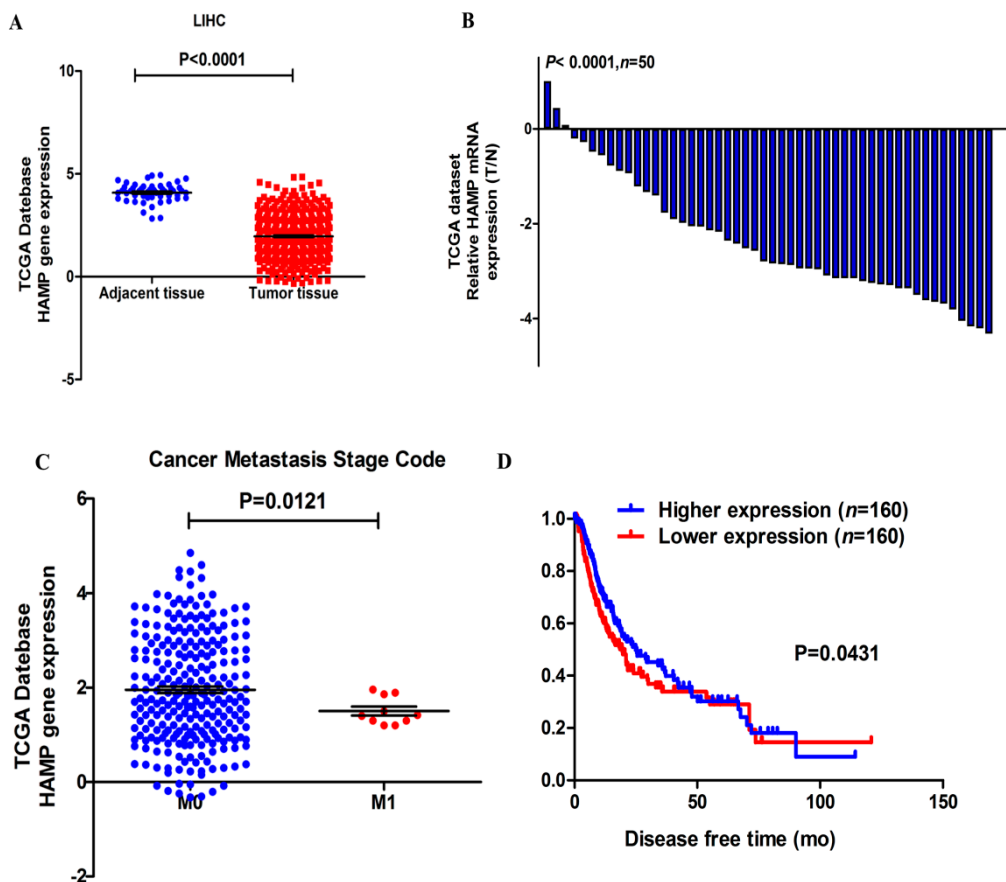 A
LIHC
P<0.0001
10
5
0
-5
TCGA Datebase
HAMP gene expression
Adjacent tissue
Tumor tissue
B
P< 0.0001,n=50
0
-2
-4
TCGA dataset
Relative HAMP mRNA
expression (T/N)
C
Cancer Metastasis Stage Code
P=0.0121
6
4
2
0
-2
TCGA Datebase
HAMP gene expression
M0
M1
D
Higher expression (n=160)
Lower expression (n=160)
P=0.0431
1.0
0.8
0.6
0.4
0.2
0.0
0
50
100
150
Disease free time (mo)